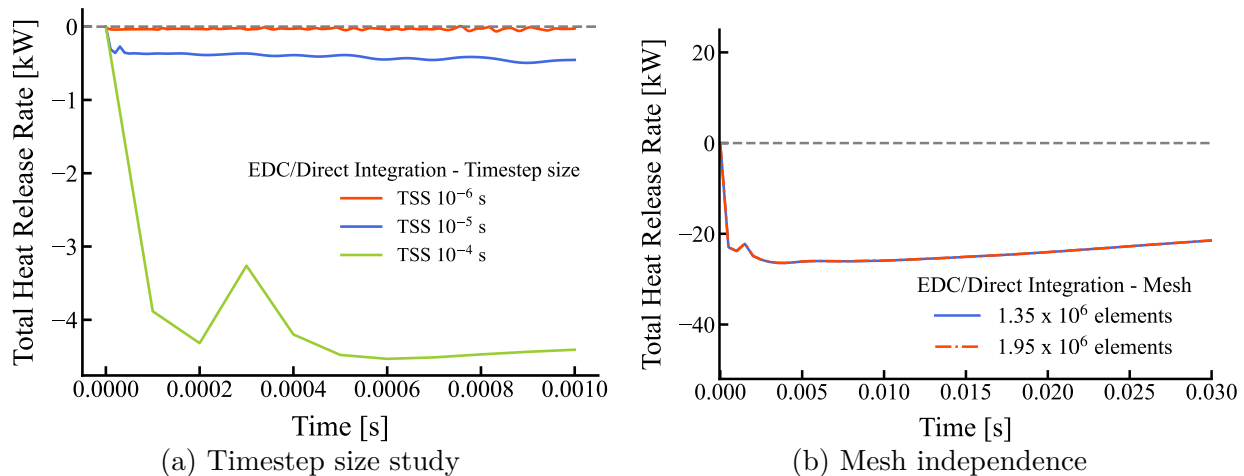 Total Heat Release Rate [kW]
0
−1
−2
−3
−4
EDC/Direct Integration - Timestep size
TSS 10⁻⁶ s
TSS 10⁻⁵ s
TSS 10⁻⁴ s
0.0000 0.0002 0.0004 0.0006 0.0008 0.0010
Time [s]
(a) Timestep size study
Total Heat Release Rate [kW]
20
0
−20
−40
EDC/Direct Integration - Mesh
1.35 x 10⁶ elements
1.95 x 10⁶ elements
0.000 0.005 0.010 0.015 0.020 0.025 0.030
Time [s]
(b) Mesh independence